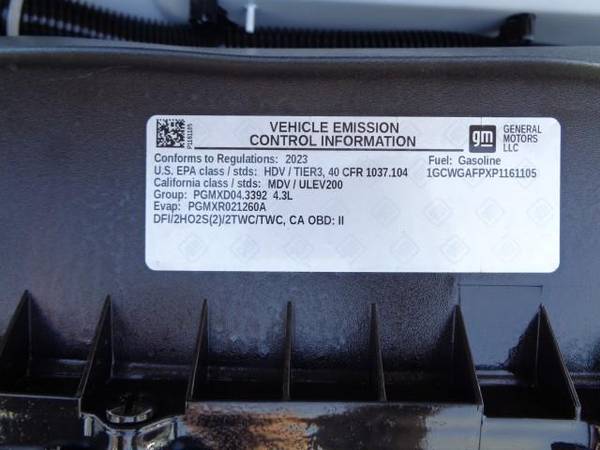 P1161105
VEHICLE EMISSION
CONTROL INFORMATION
gm
GENERAL
MOTORS
LLC
Conforms to Regulations: 2023
Fuel: Gasoline
U.S. EPA class / stds: HDV / TIER3, 40 CFR 1037.104
1GCWGAFPXP1161105
California class / stds: MDV / ULEV200
Group: PGMXD04.3392 4.3L
Evap: PGMXR021260A
DFI/2HO2S(2)/2TWC/TWC, CA OBD: II